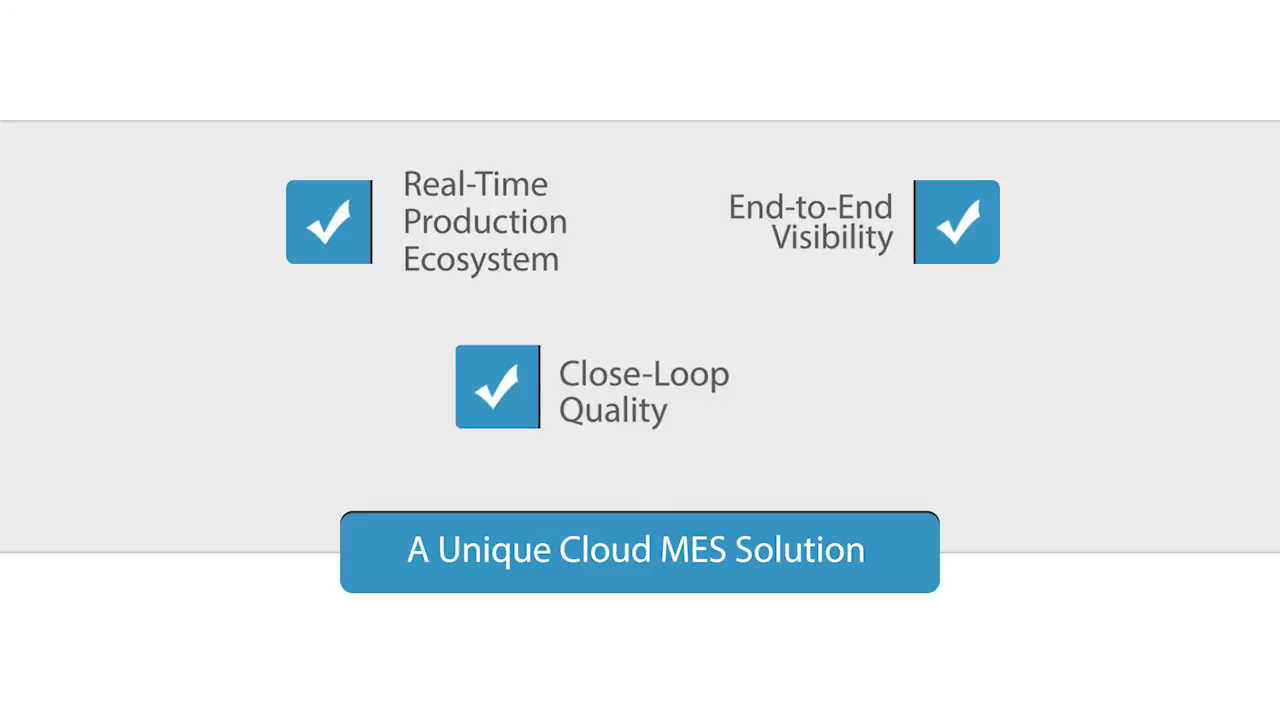 Real-Time
Production
Ecosystem
End-to-End
Visibility
Close-Loop
Quality
A Unique Cloud MES Solution